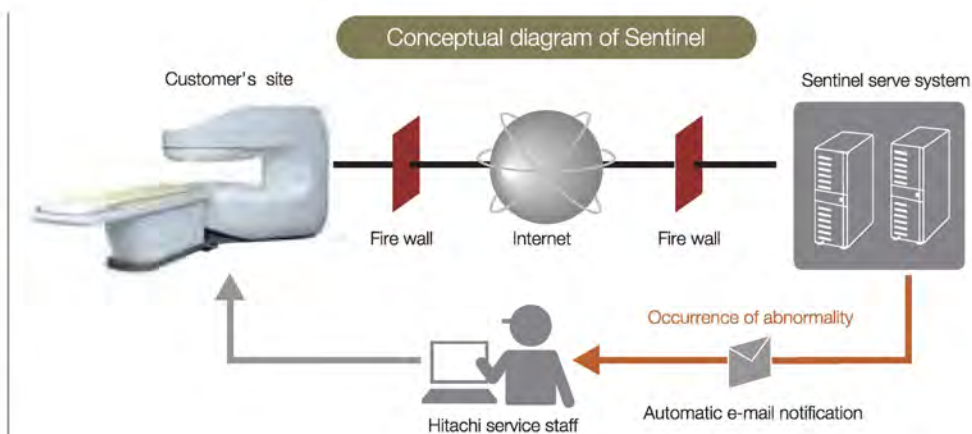 Conceptual diagram of Sentinel
Customer's site
Sentinel serve system
Fire wall
Internet
Fire wall
Occurrence of abnormality
Automatic e-mail notification
Hitachi service staff